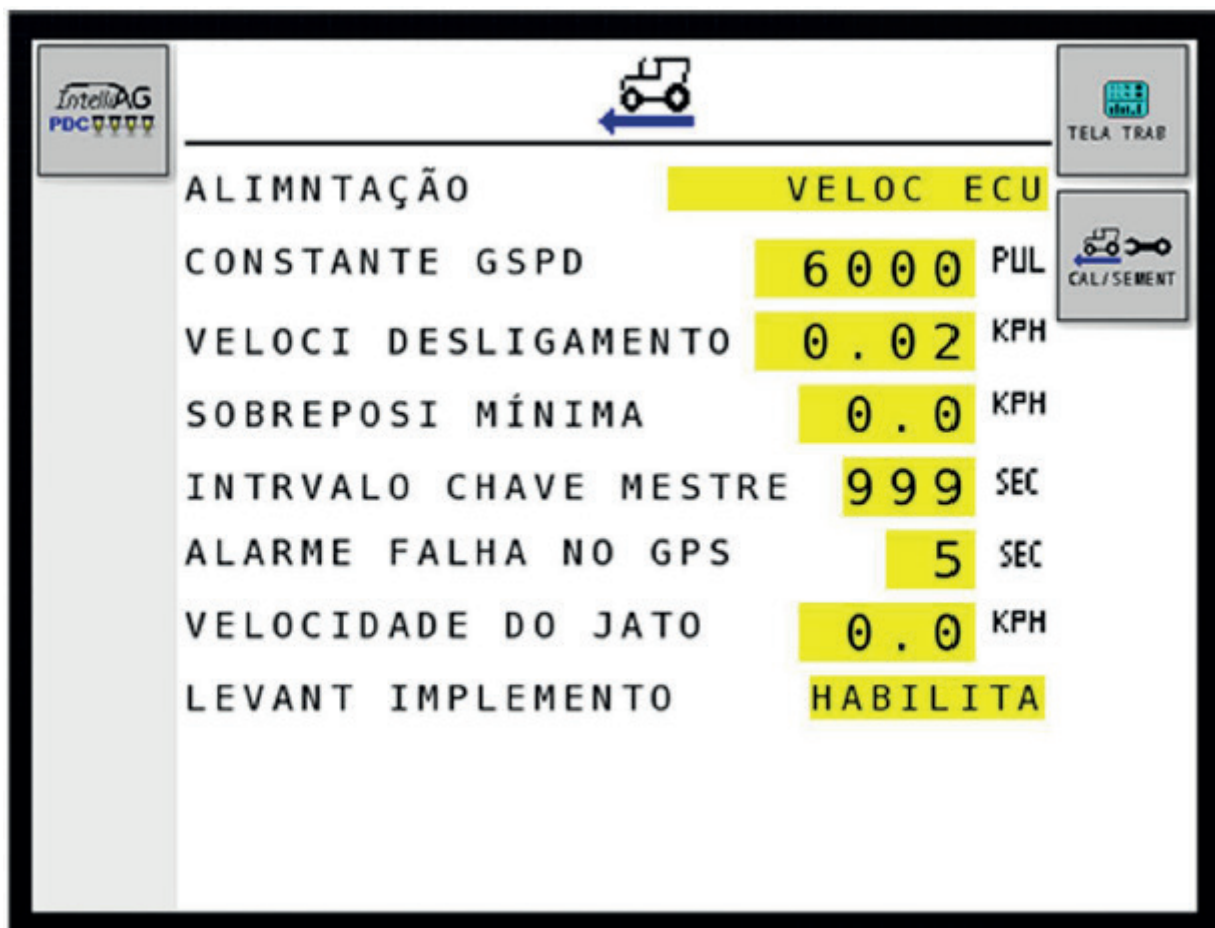 IntelliAG
PDC
TELA TRAB
ALIMNTAÇÃO VELOC ECU
CAL/SEMENT
CONSTANTE GSPD 6000 PUL
VELOCI DESLIGAMENTO 0.02 KPH
SOBREPOSI MÍNIMA 0.0 KPH
INTRVALO CHAVE MESTRE 999 SEC
ALARME FALHA NO GPS 5 SEC
VELOCIDADE DO JATO 0.0 KPH
LEVANT IMPLEMENTO HABILITA